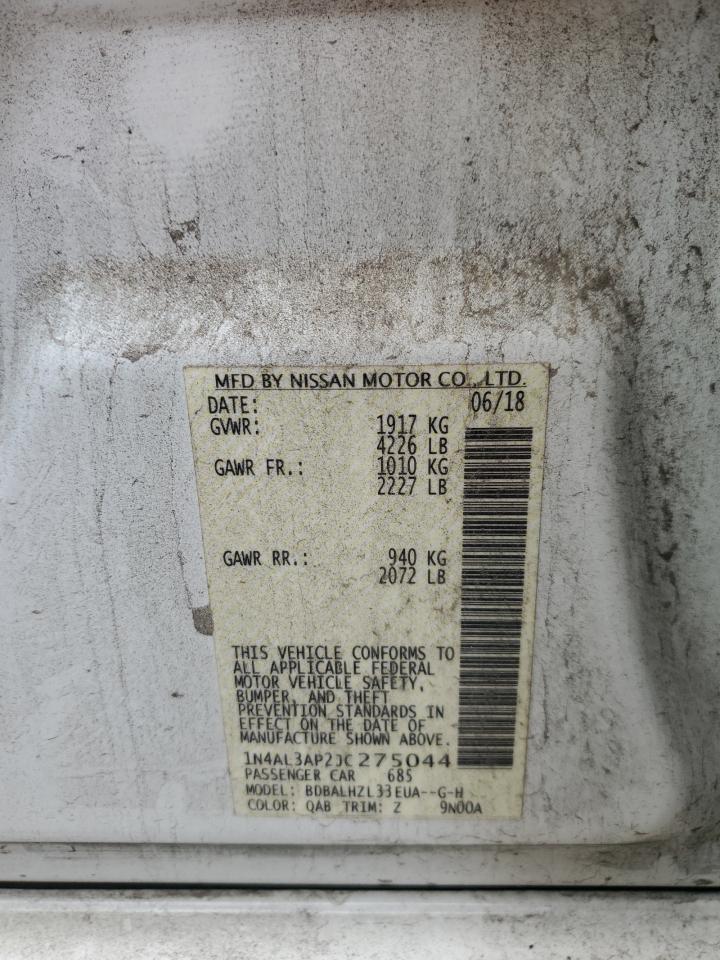 MFD BY NISSAN MOTOR CO., LTD.
DATE: 06/18
GVWR: 1917 KG
4226 LB
GAWR FR.: 1010 KG
2227 LB
GAWR RR.: 940 KG
2072 LB
THIS VEHICLE CONFORMS TO
ALL APPLICABLE FEDERAL
MOTOR VEHICLE SAFETY,
BUMPER, AND THEFT
PREVENTION STANDARDS IN
EFFECT ON THE DATE OF
MANUFACTURE SHOWN ABOVE.
1N4AL3AP2JC275044
PASSENGER CAR 685
MODEL: BDBALHZL33EUA--G-H
COLOR: QAB TRIM: Z 9N00A